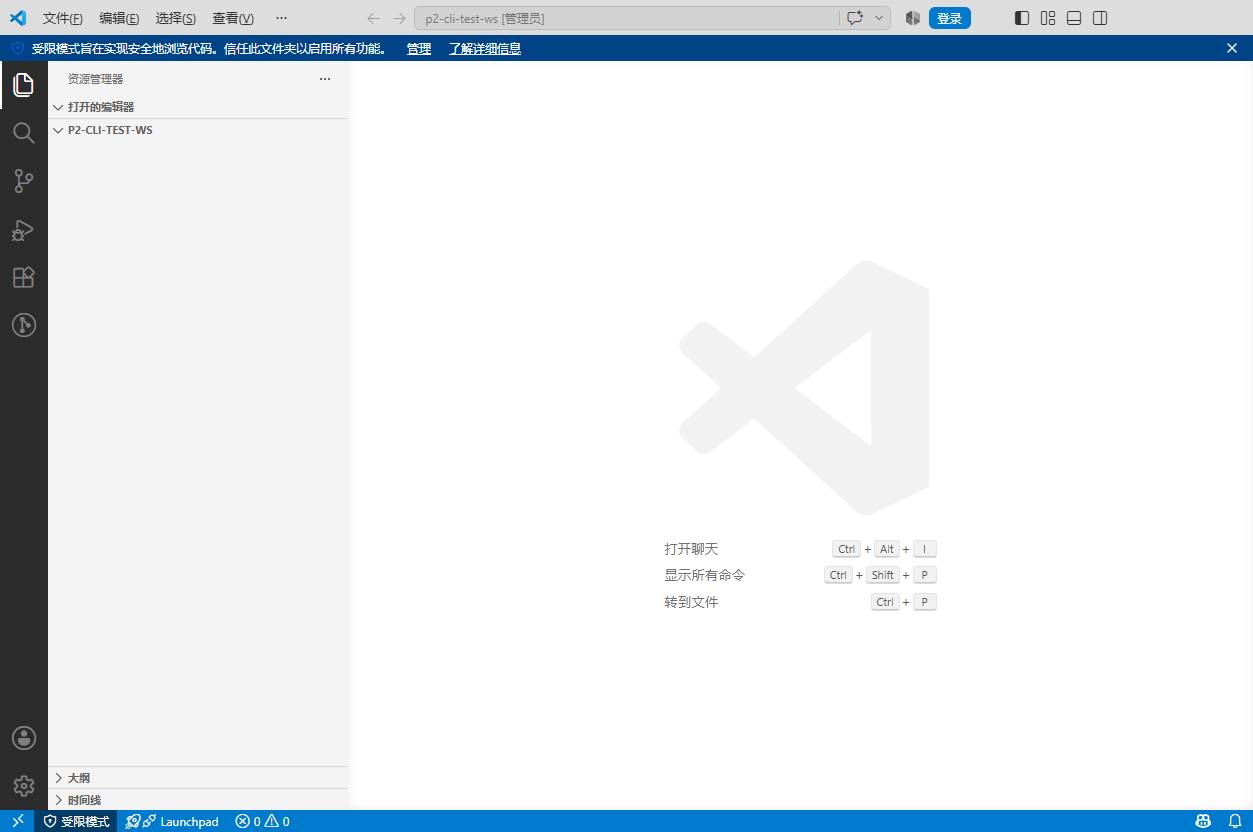 文件(F) 编辑(E) 选择(S) 查看(V) ··· p2-cli-test-ws [管理员] 登录
受限模式旨在实现安全地浏览代码。信任此文件夹以启用所有功能。 管理 了解详细信息
资源管理器
打开的编辑器
P2-CLI-TEST-WS
打开聊天 Ctrl + Alt + I
显示所有命令 Ctrl + Shift + P
转到文件 Ctrl + P
大纲
时间线
受限模式 Launchpad 0 0